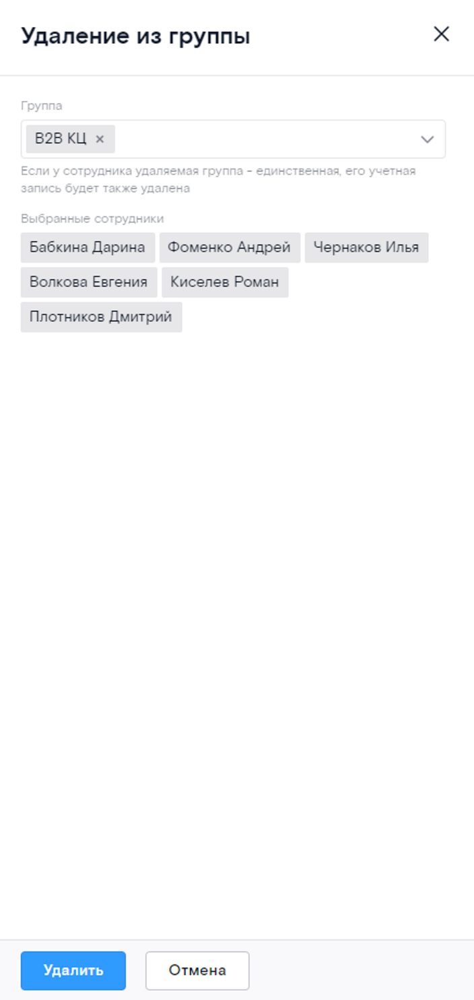 Удаление из группы
Группа
B2B КЦ
Если у сотрудника удаляемая группа - единственная, его учетная
запись будет также удалена
Выбранные сотрудники
Бабкина Дарина Фоменко Андрей Чернаков Илья
Волкова Евгения Киселев Роман
Плотников Дмитрий
Удалить Отмена